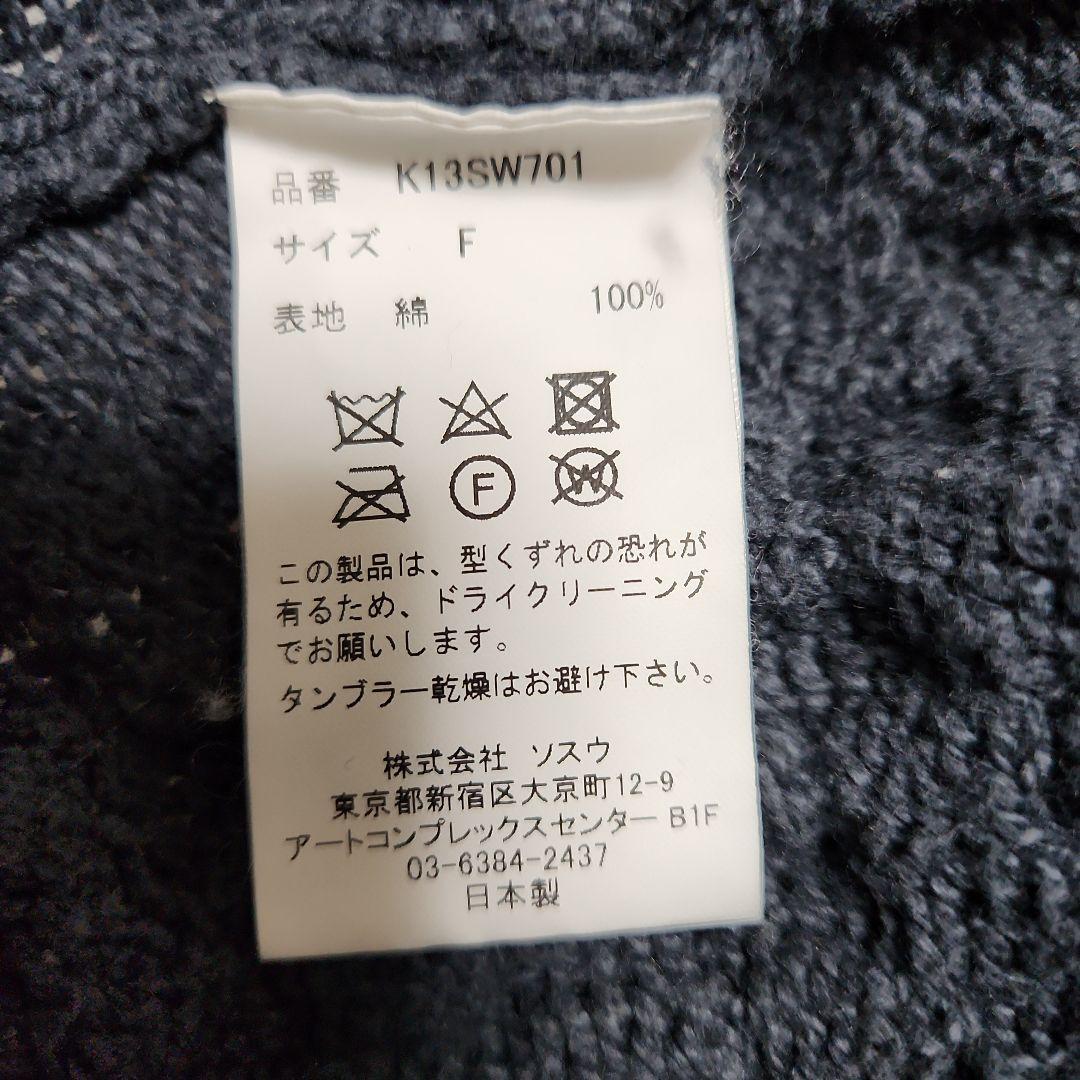 品番 K13SW701
サイズ F
表地 綿 100%
F W
この製品は、型くずれの恐れが
有るため、ドライクリーニング
でお願いします。
タンブラー乾燥はお避け下さい。
株式会社 ソスウ
東京都新宿区大京町12-9
アートコンプレックスセンター B1F
03-6384-2437
日本製